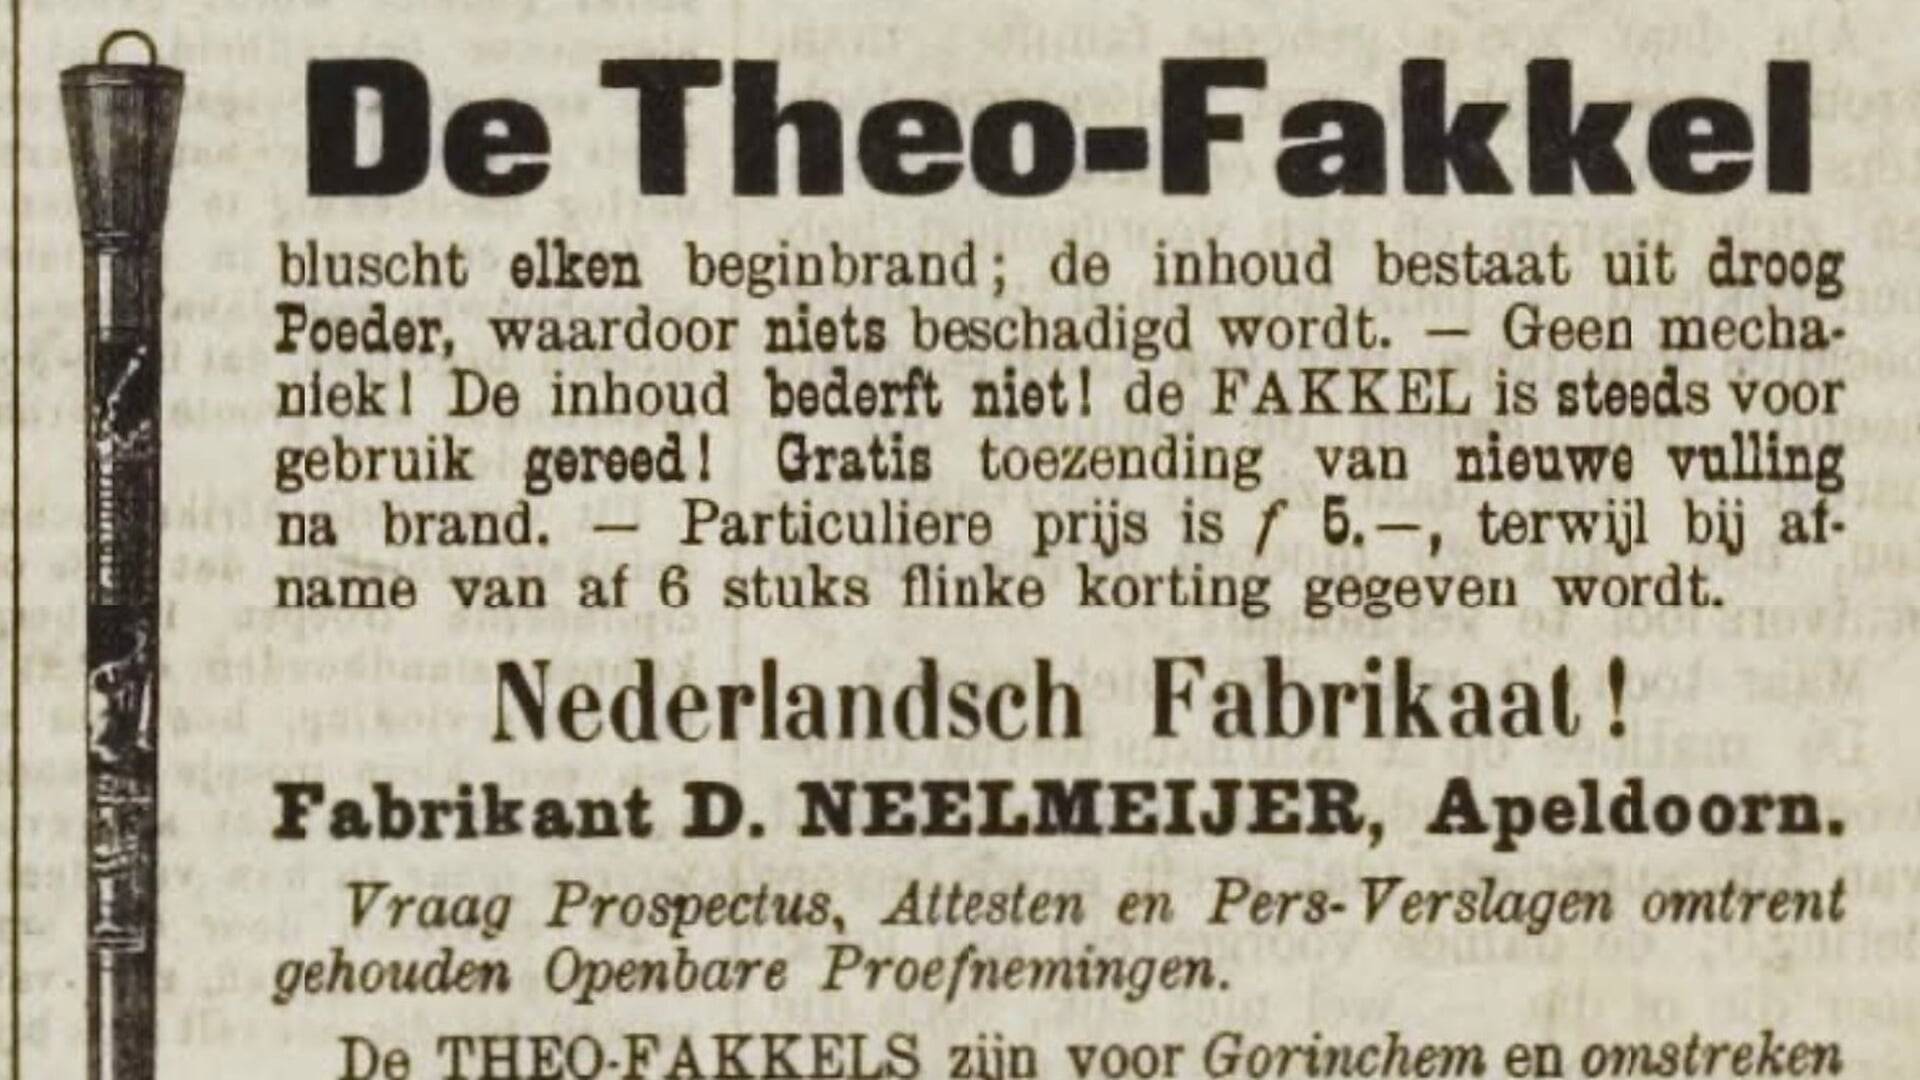 De Theo-Fakkel
bluscht elken beginbrand; de inhoud bestaat uit droog
Poeder, waardoor niets beschadigd wordt. — Geen mecha-
niek! De inhoud bederft niet! de FAKKEL is steeds voor
gebruik gereed! Gratis toezending van nieuwe vulling
na brand. — Particuliere prijs is f 5.—, terwijl bij af-
name van af 6 stuks flinke korting gegeven wordt.
Nederlandsch Fabrikaat!
Fabrikant D. NEELMEIJER, Apeldoorn.
Vraag Prospectus, Attesten en Pers-Verslagen omtrent
gehouden Openbare Proefnemingen.
De THEO-FAKKELS zijn voor Gorinchem en omstreken